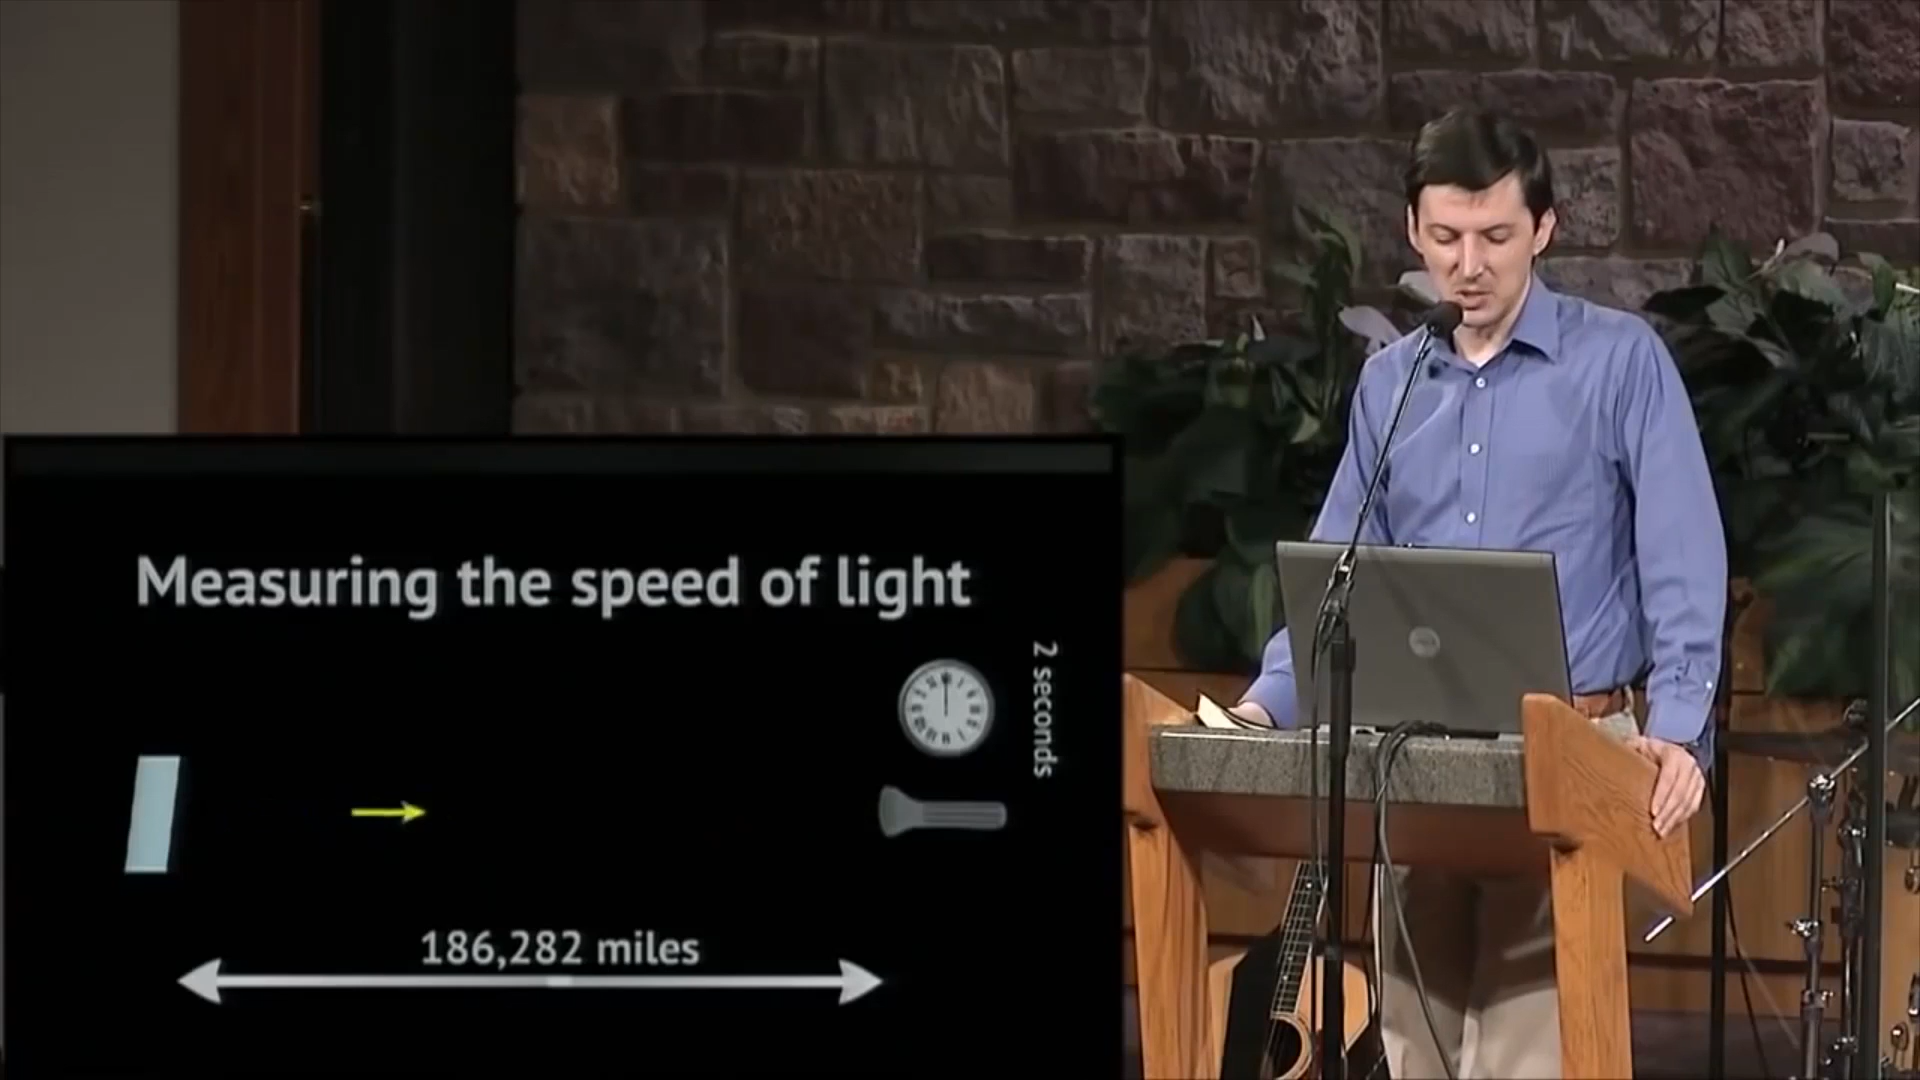 Measuring the speed of light
2 seconds
186,282 miles